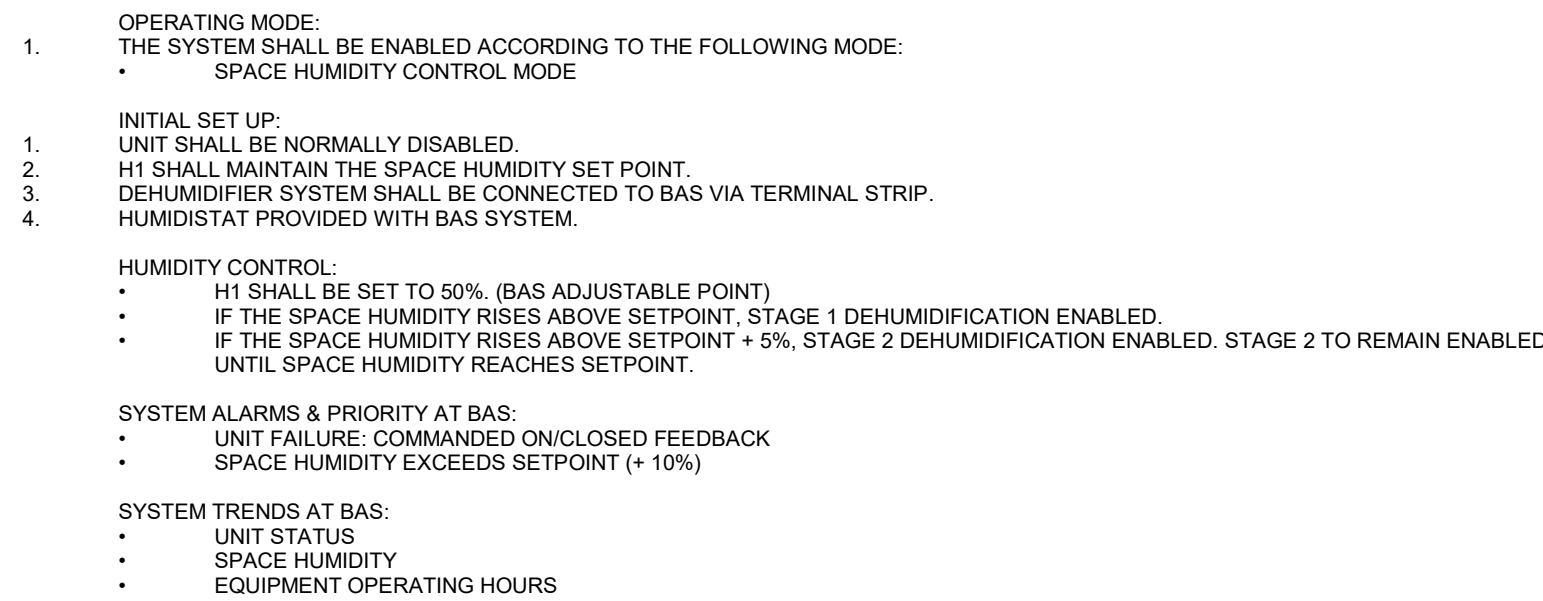 OPERATING MODE:
1. THE SYSTEM SHALL BE ENABLED ACCORDING TO THE FOLLOWING MODE:
• SPACE HUMIDITY CONTROL MODE
INITIAL SET UP:
1. UNIT SHALL BE NORMALLY DISABLED.
2. H1 SHALL MAINTAIN THE SPACE HUMIDITY SET POINT.
3. DEHUMIDIFIER SYSTEM SHALL BE CONNECTED TO BAS VIA TERMINAL STRIP.
4. HUMIDISTAT PROVIDED WITH BAS SYSTEM.
HUMIDITY CONTROL:
• H1 SHALL BE SET TO 50%. (BAS ADJUSTABLE POINT)
• IF THE SPACE HUMIDITY RISES ABOVE SETPOINT, STAGE 1 DEHUMIDIFICATION ENABLED.
• IF THE SPACE HUMIDITY RISES ABOVE SETPOINT + 5%, STAGE 2 DEHUMIDIFICATION ENABLED. STAGE 2 TO REMAIN ENABLED
UNTIL SPACE HUMIDITY REACHES SETPOINT.
SYSTEM ALARMS & PRIORITY AT BAS:
• UNIT FAILURE: COMMANDED ON/CLOSED FEEDBACK
• SPACE HUMIDITY EXCEEDS SETPOINT (+ 10%)
SYSTEM TRENDS AT BAS:
• UNIT STATUS
• SPACE HUMIDITY
• EQUIPMENT OPERATING HOURS